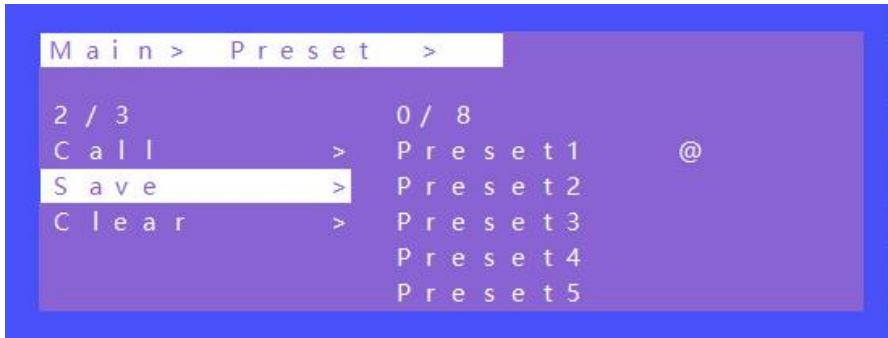 Main> Preset >
2/3 0/ 8
Call > Preset1 @
Save > Preset2
Clear > Preset3
Preset4
Preset5